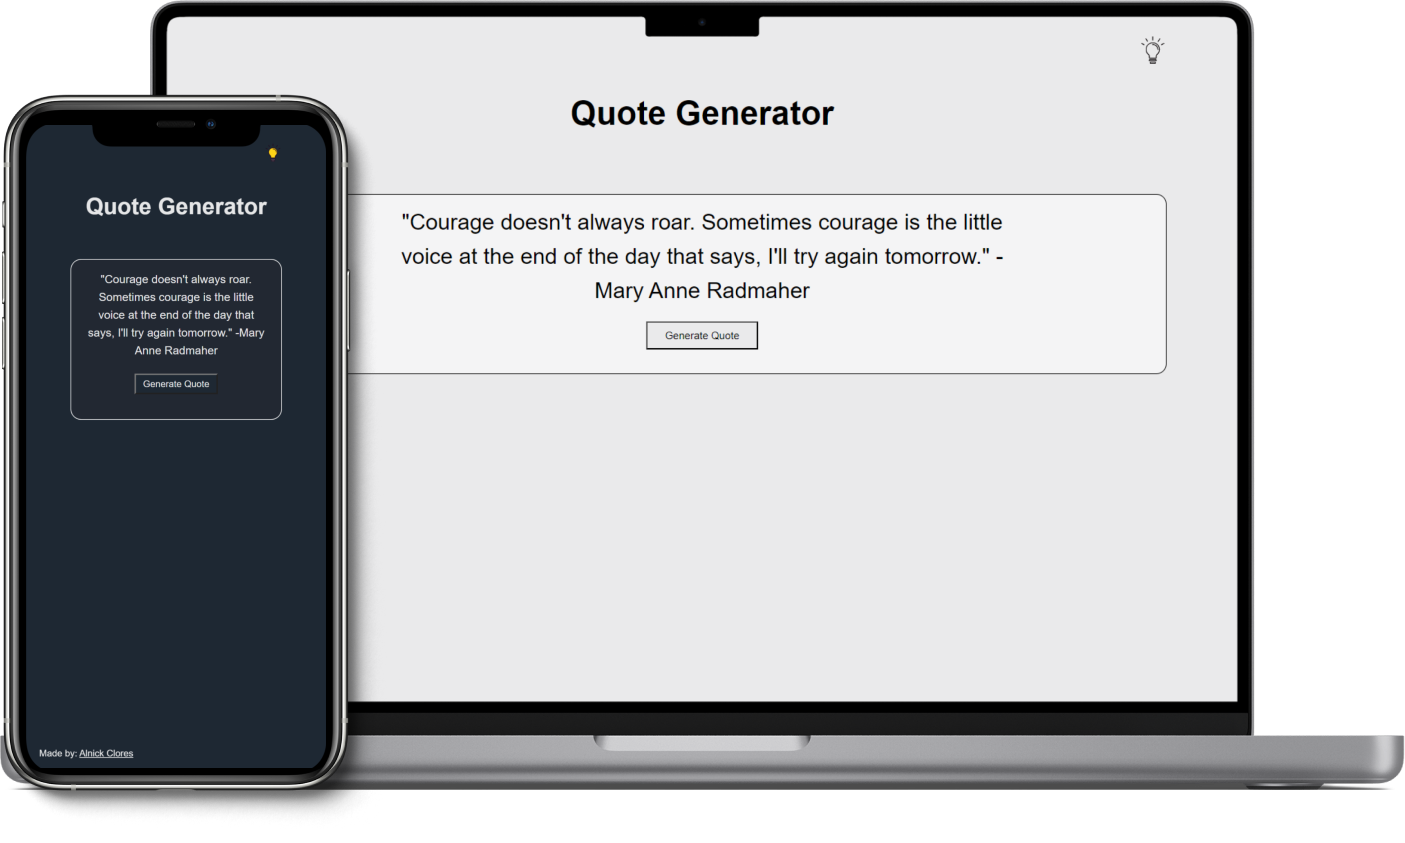 Quote Generator
"Courage doesn't always roar. Sometimes courage is the little
voice at the end of the day that says, I'll try again tomorrow." -
Mary Anne Radmaher
Generate Quote
Quote Generator
"Courage doesn't always roar.
Sometimes courage is the little
voice at the end of the day that
says, I'll try again tomorrow." -Mary
Anne Radmaher
Generate Quote
Made by: Alnick Clores